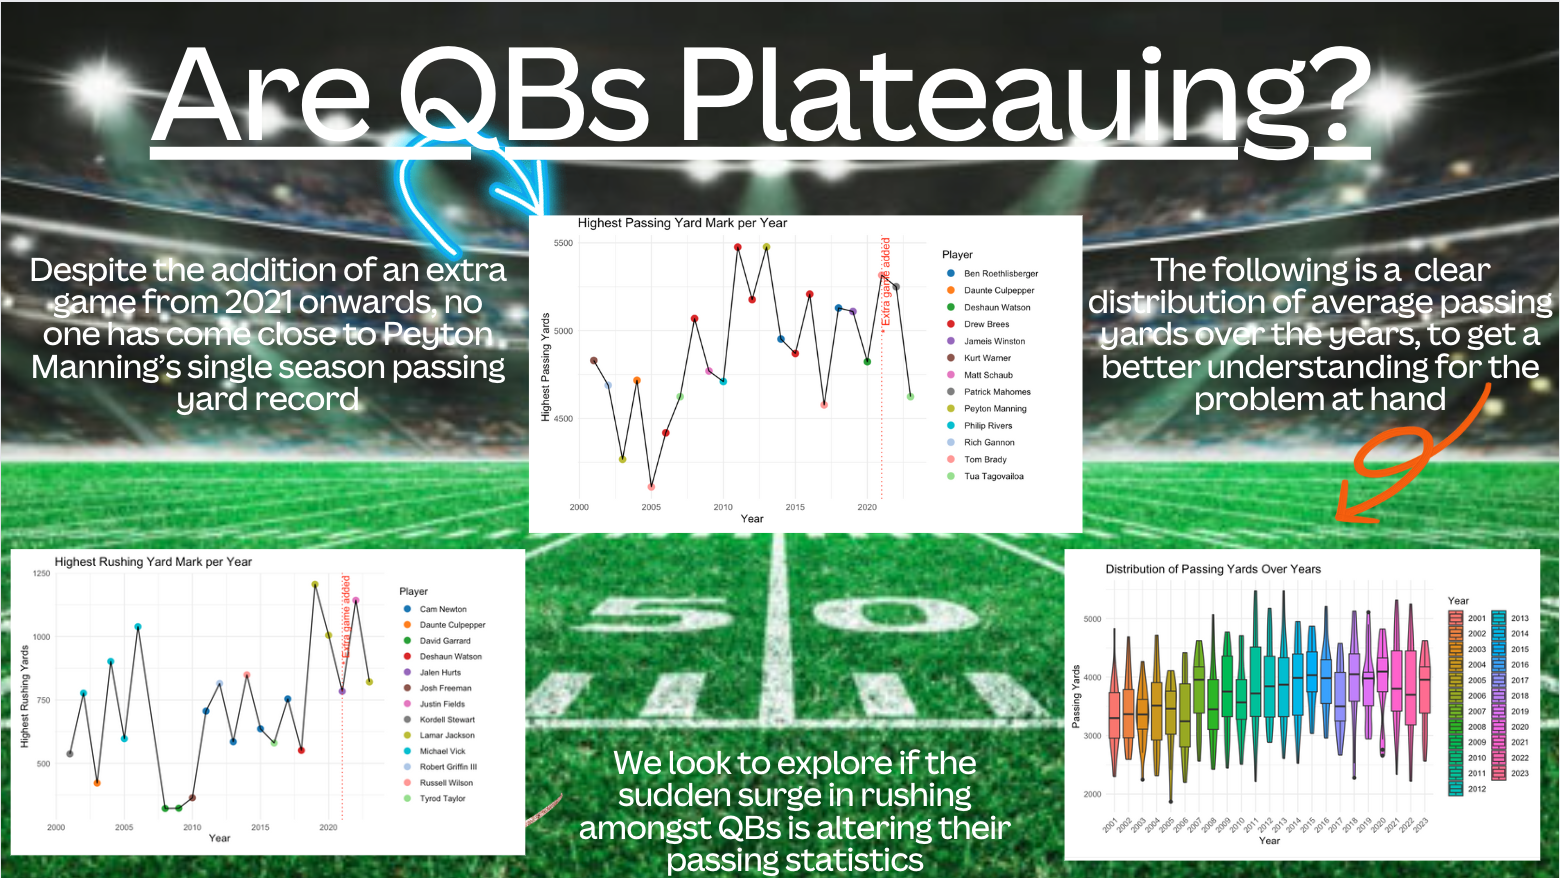 Are QBs Plateauing?
Despite the addition of an extra
game from 2021 onwards, no
one has come close to Peyton
Manning's single season passing
yard record
Highest Passing Yard Mark per Year
Highest Passing Yards
5500
5000
4500
2000 2005 2010 2015 2020
Year
* Extra game added
Player
Ben Roethlisberger
Daunte Culpepper
Deshaun Watson
Drew Brees
Jameis Winston
Kurt Warner
Matt Schaub
Patrick Mahomes
Peyton Manning
Philip Rivers
Rich Gannon
Tom Brady
Tua Tagovailoa
The following is a clear
distribution of average passing
yards over the years, to get a
better understanding for the
problem at hand
Highest Rushing Yard Mark per Year
Highest Rushing Yards
1250
1000
750
500
2000 2005 2010 2015 2020
Year
* Extra game added
Player
Cam Newton
Daunte Culpepper
David Garrard
Deshaun Watson
Jalen Hurts
Josh Freeman
Justin Fields
Kordell Stewart
Lamar Jackson
Michael Vick
Robert Griffin III
Russell Wilson
Tyrod Taylor
5 0
We look to explore if the
sudden surge in rushing
amongst QBs is altering their
passing statistics
Distribution of Passing Yards Over Years
Passing Yards
5000
4000
3000
2000
2001 2002 2003 2004 2005 2006 2007 2008 2009 2010 2011 2012 2013 2014 2015 2016 2017 2018 2019 2020 2021 2022 2023
Year
Year
2001 2013
2002 2014
2003 2015
2004 2016
2005 2017
2006 2018
2007 2019
2008 2020
2009 2021
2010 2022
2011 2023
2012